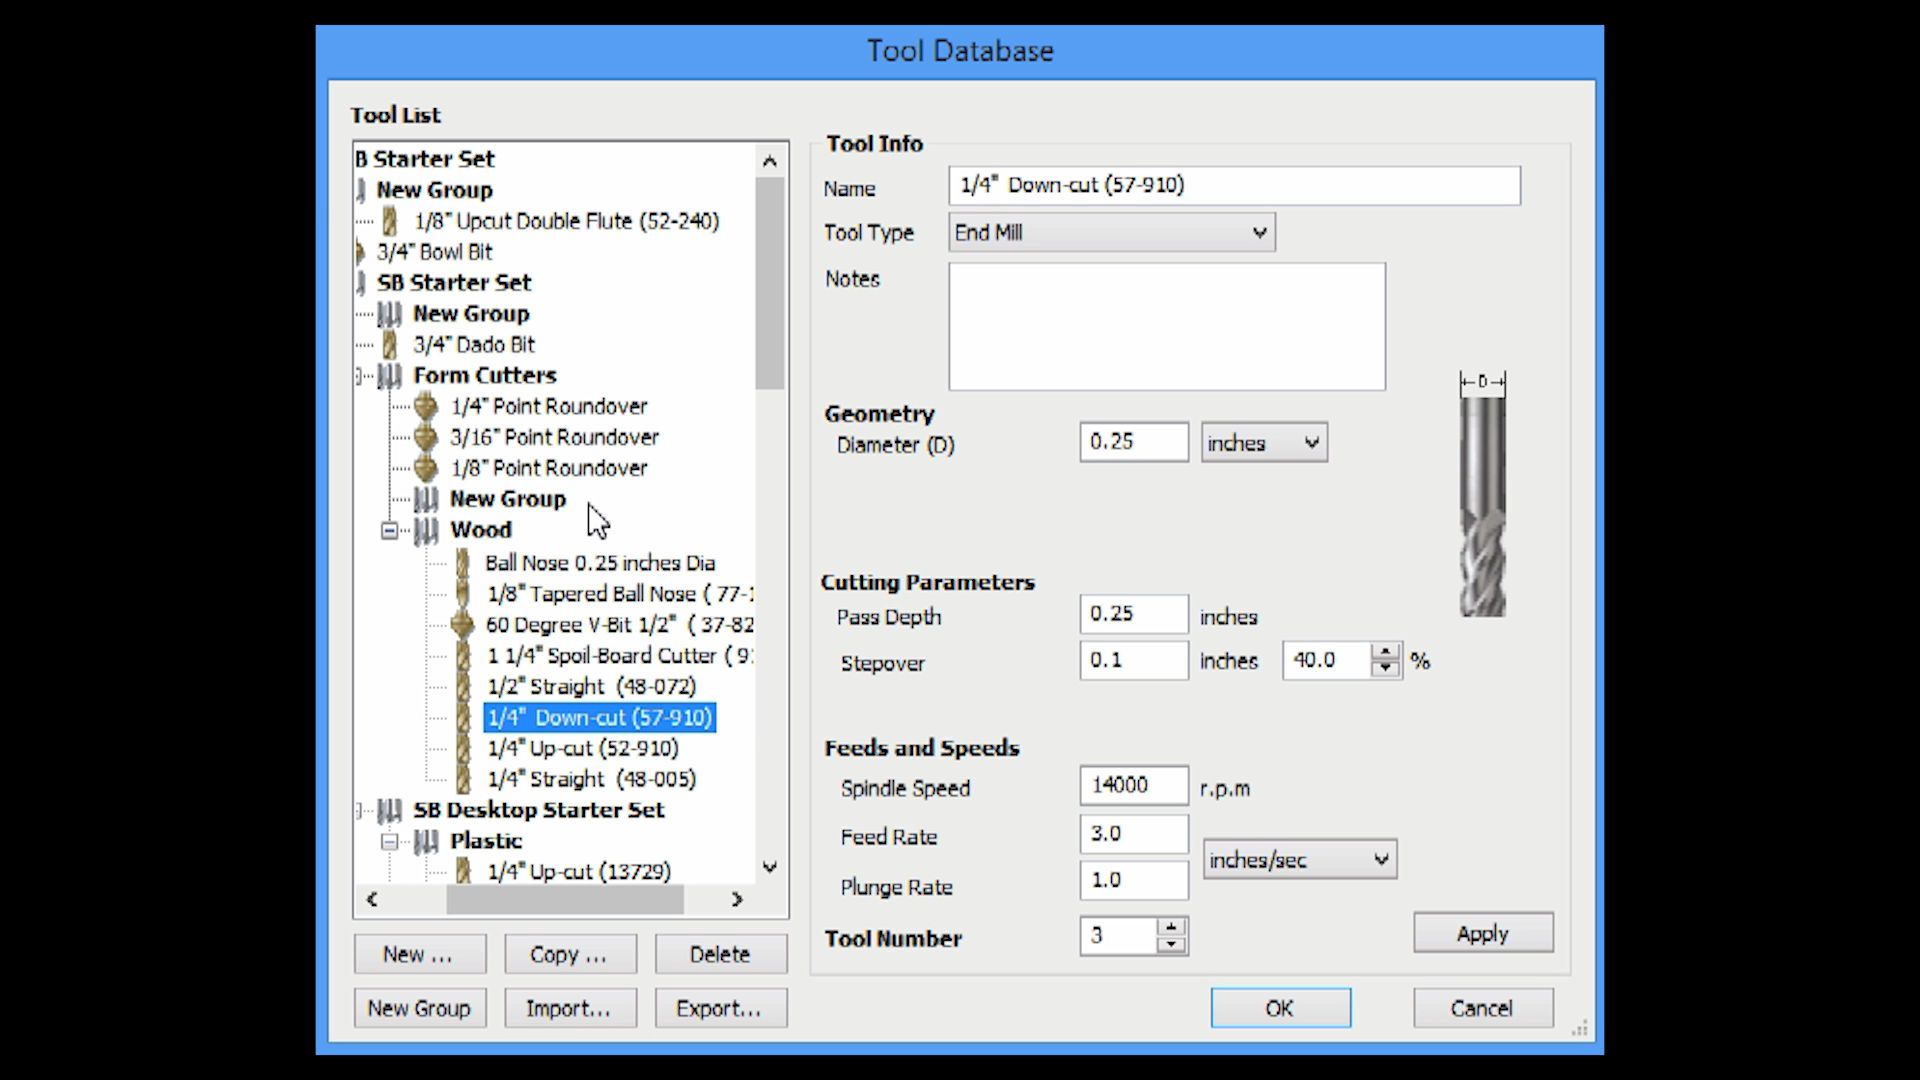 Tool Database
Tool List
B Starter Set
New Group
1/8" Upcut Double Flute (52-240)
3/4" Bowl Bit
SB Starter Set
New Group
3/4" Dado Bit
Form Cutters
1/4" Point Roundover
3/16" Point Roundover
1/8" Point Roundover
New Group
Wood
Ball Nose 0.25 inches Dia
1/8" Tapered Ball Nose ( 77-1
60 Degree V-Bit 1/2" ( 37-82
1 1/4" Spoil-Board Cutter ( 91
1/2" Straight (48-072)
1/4" Down-cut (57-910)
1/4" Up-cut (52-910)
1/4" Straight (48-005)
SB Desktop Starter Set
Plastic
1/4" Up-cut (13729)
New ...
Copy ...
Delete
New Group
Import...
Export...
Tool Info
Name 1/4" Down-cut (57-910)
Tool Type End Mill
Notes
D
Geometry
Diameter (D) 0.25 inches
Cutting Parameters
Pass Depth 0.25 inches
Stepover 0.1 inches 40.0 %
Feeds and Speeds
Spindle Speed 14000 r.p.m
Feed Rate 3.0
inches/sec
Plunge Rate 1.0
Tool Number 3
Apply
OK
Cancel